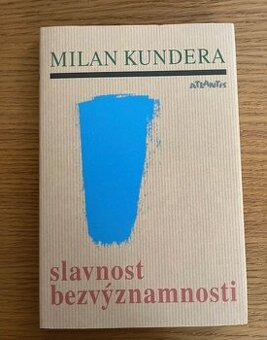 MILAN KUNDERA
ATLANTIS
slavnost
bezvýznamnosti